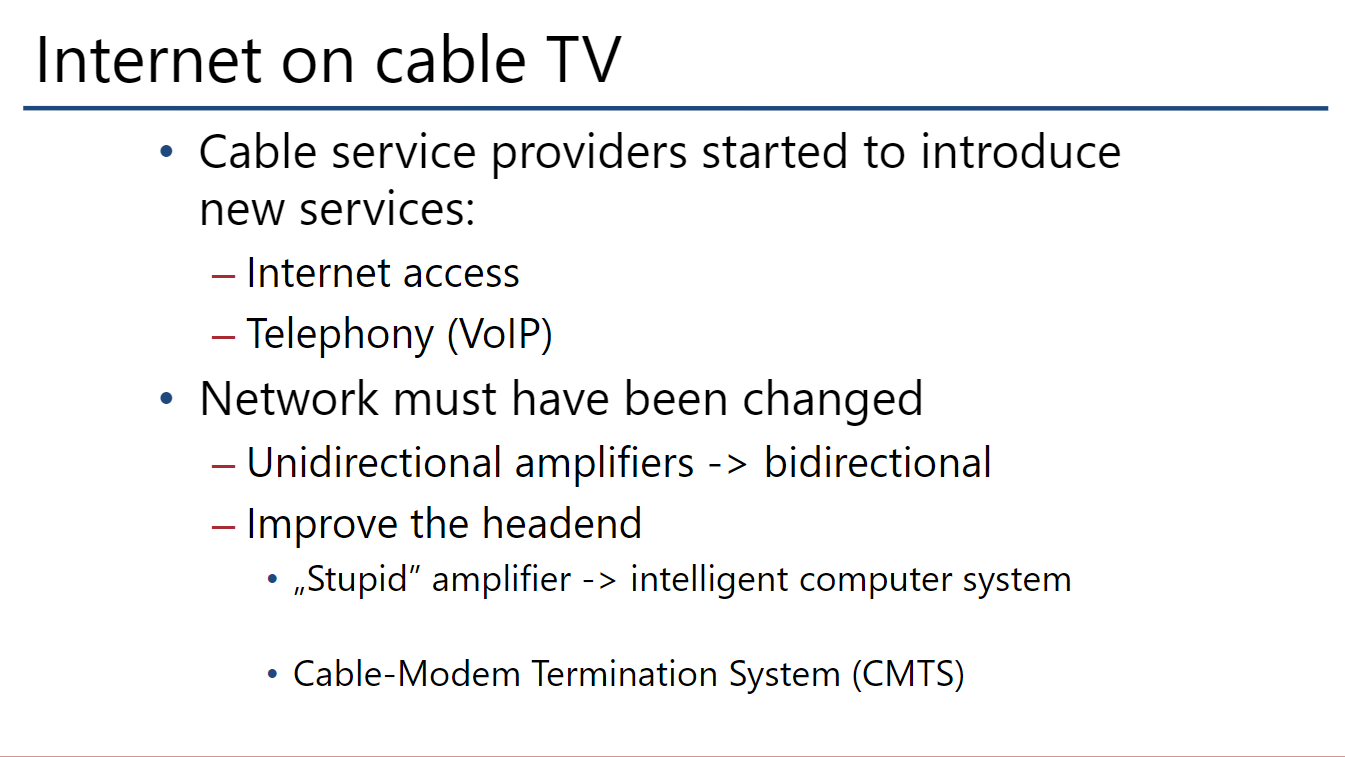 Internet on cable TV
• Cable service providers started to introduce
new services:
– Internet access
– Telephony (VoIP)
• Network must have been changed
– Unidirectional amplifiers -> bidirectional
– Improve the headend
• „Stupid” amplifier -> intelligent computer system
• Cable-Modem Termination System (CMTS)